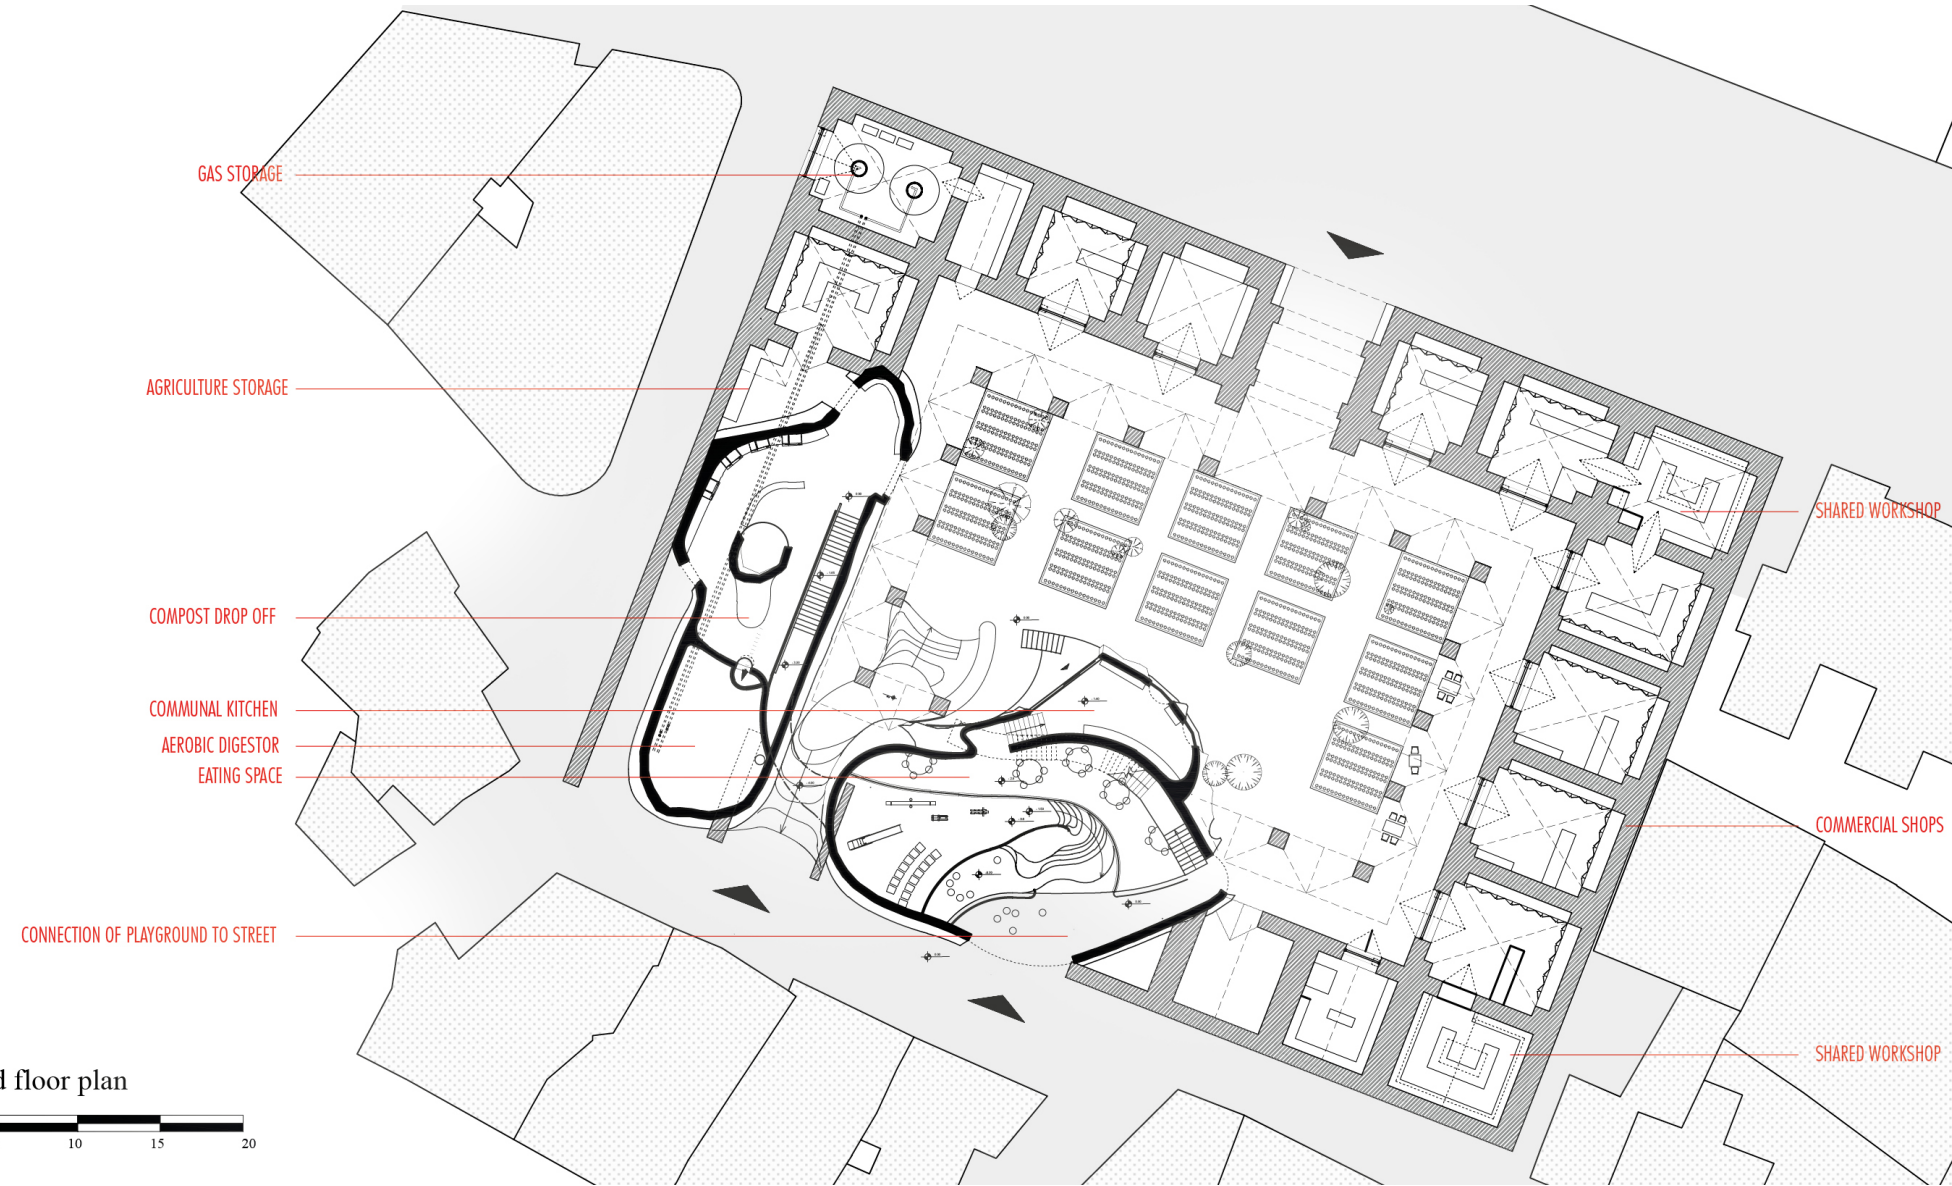 GAS STORAGE
AGRICULTURE STORAGE
SHARED WORKSHOP
COMPOST DROP OFF
COMMUNAL KITCHEN
AEROBIC DIGESTOR
EATING SPACE
COMMERCIAL SHOPS
CONNECTION OF PLAYGROUND TO STREET
SHARED WORKSHOP
floor plan
10 15 20